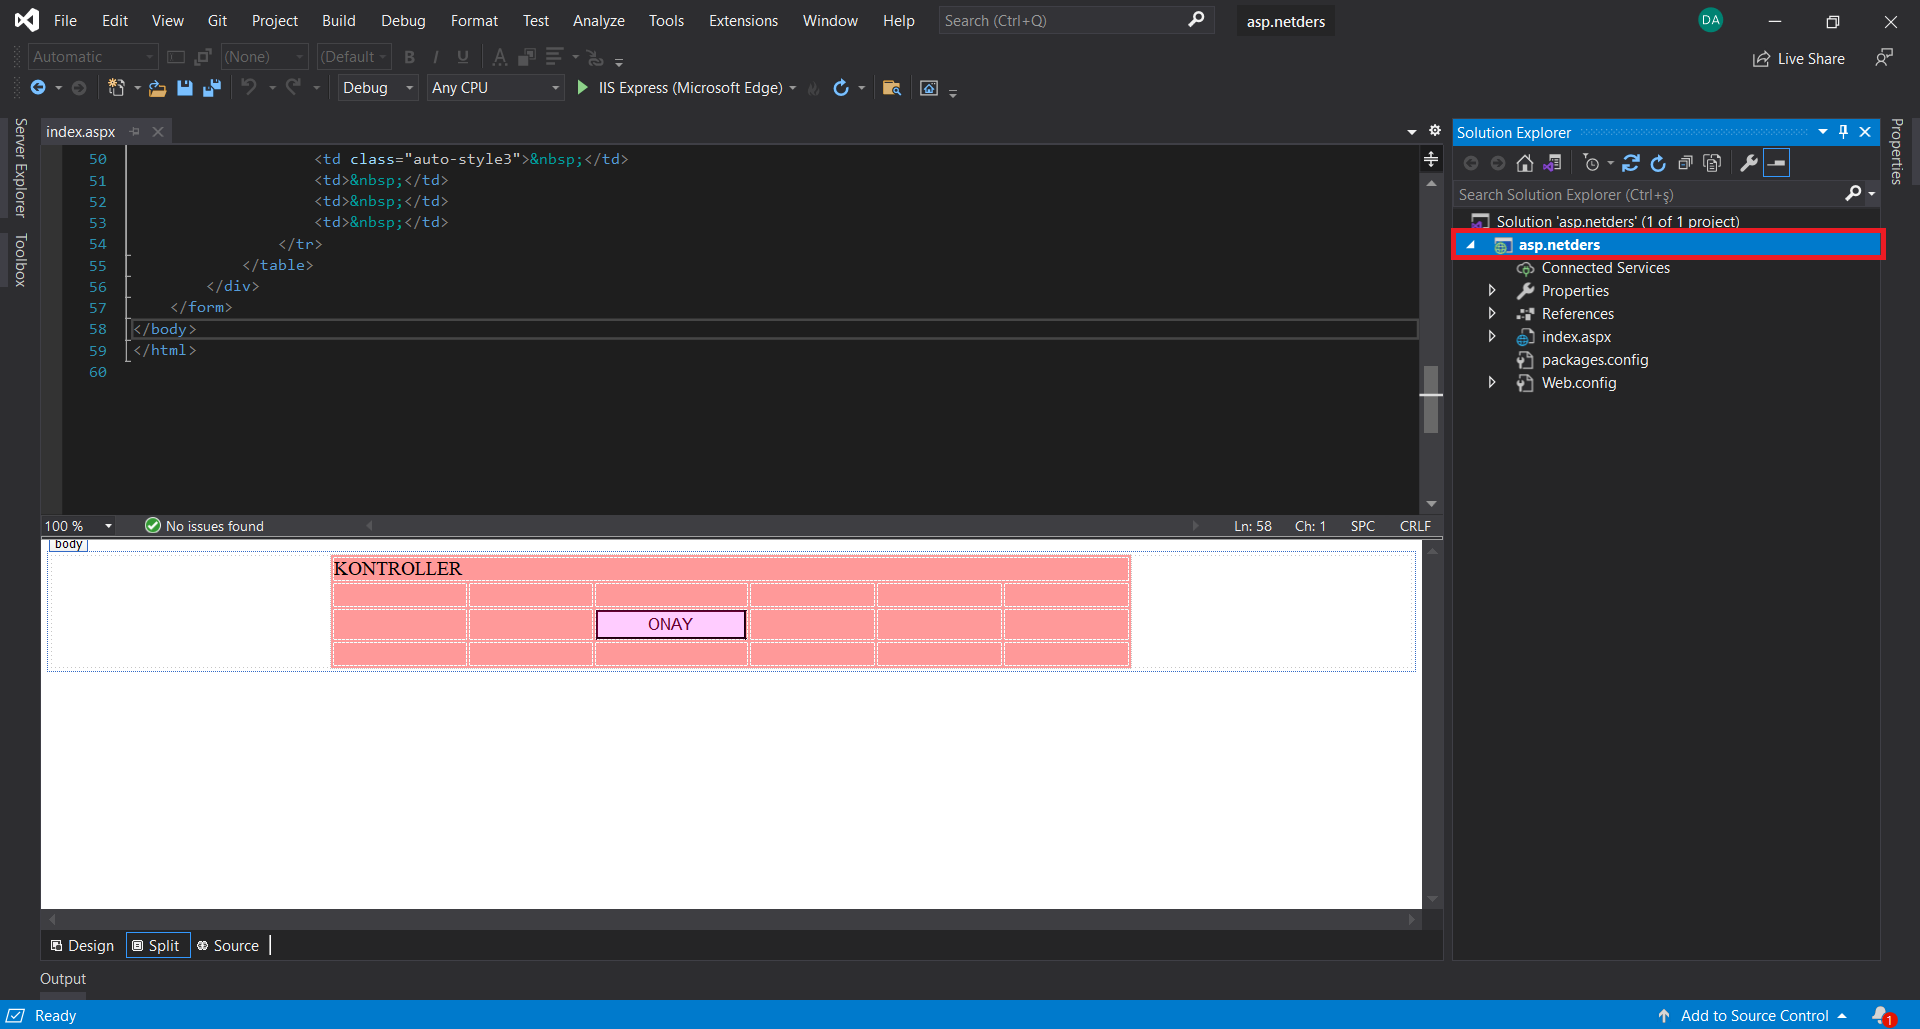 File Edit View Git Project Build Debug Format Test Analyze Tools Extensions Window Help Search (Ctrl+Q) asp.netders DA
Automatic (None) (Default B I U A Live Share
Debug Any CPU IIS Express (Microsoft Edge)
Server Explorer
Toolbox
index.aspx
50 <td class="auto-style3">&nbsp;</td>
51 <td>&nbsp;</td>
52 <td>&nbsp;</td>
53 <td>&nbsp;</td>
54 </tr>
55 </table>
56 </div>
57 </form>
58 </body>
59 </html>
60
100 % No issues found Ln: 58 Ch: 1 SPC CRLF
body
KONTROLLER
ONAY
Design Split Source
Output
Solution Explorer
Search Solution Explorer (Ctrl+ş)
Solution 'asp.netders' (1 of 1 project)
asp.netders
Connected Services
Properties
References
index.aspx
packages.config
Web.config
Properties
Ready Add to Source Control 1